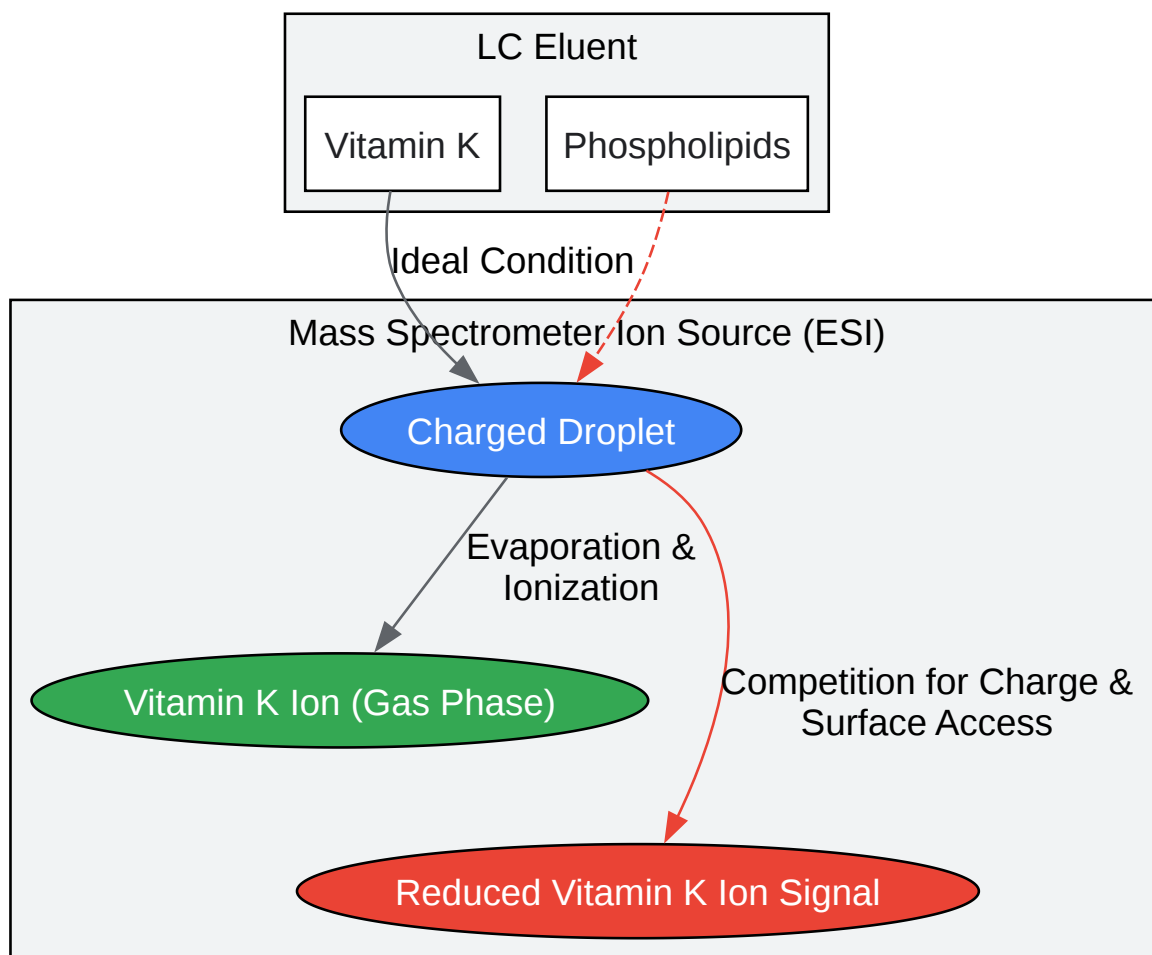 LC Eluent
Vitamin K
Phospholipids
Ideal Condition
Mass Spectrometer Ion Source (ESI)
Charged Droplet
Evaporation &
Ionization
Vitamin K Ion (Gas Phase)
Competition for Charge &
Surface Access
Reduced Vitamin K Ion Signal